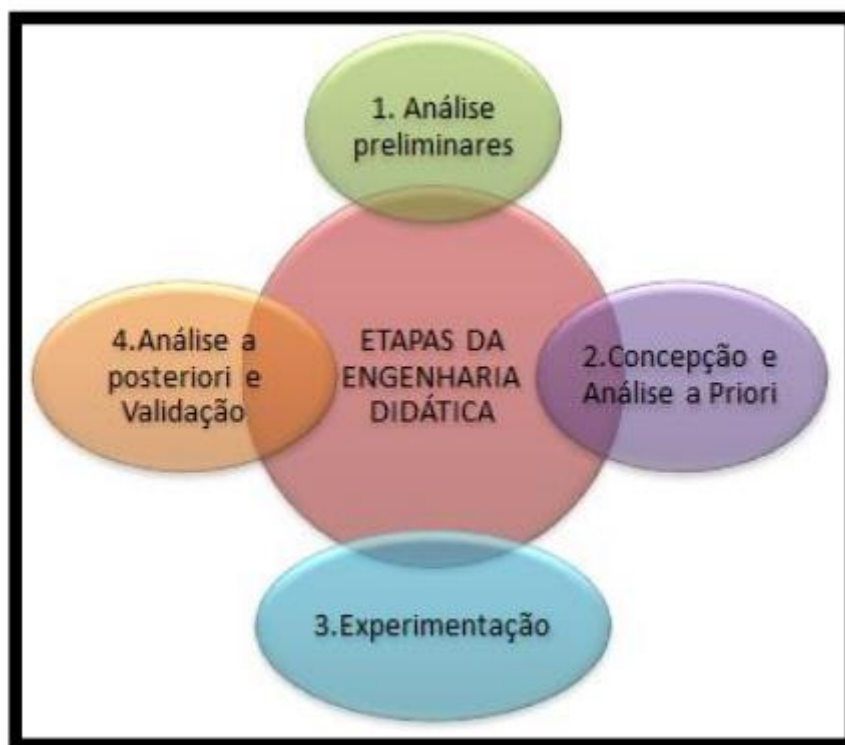 1. Análise
preliminares
ETAPAS DA
ENGENHARIA
DIDÁTICA
2.Concepção e
Análise a Priori
3.Experimentação
4.Análise a
posteriori e
Validação